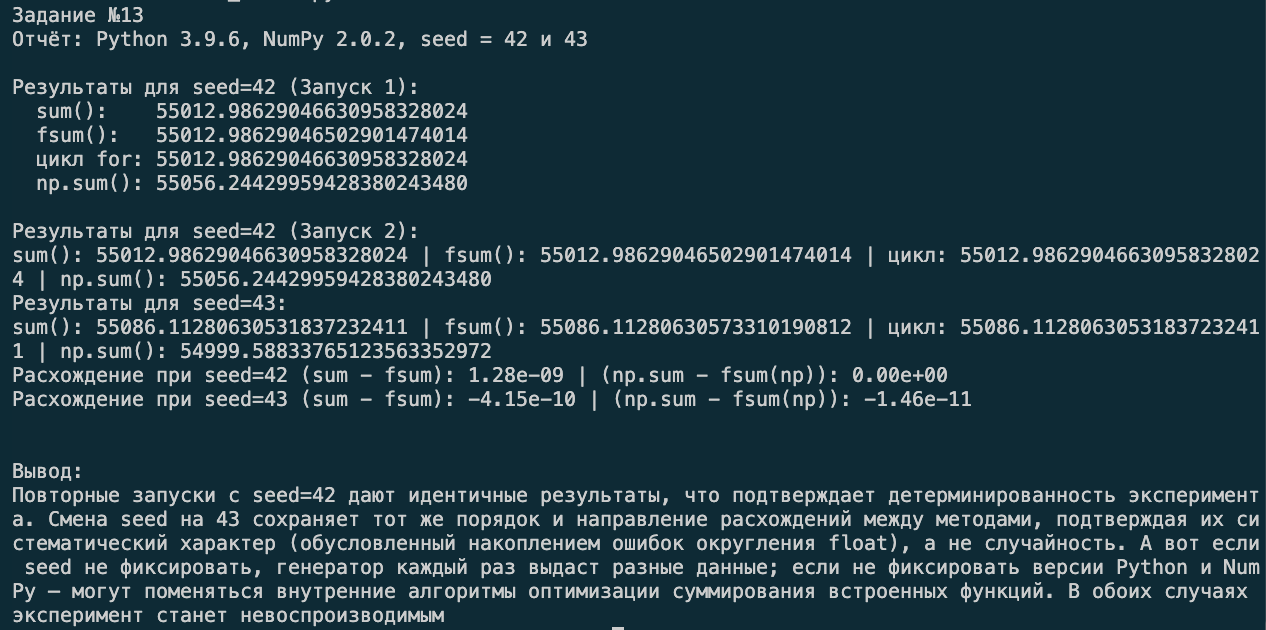 Задание №13
Отчёт: Python 3.9.6, NumPy 2.0.2, seed = 42 и 43
Результаты для seed=42 (Запуск 1):
sum(): 55012.98629046630958328024
fsum(): 55012.98629046502901474014
цикл for: 55012.98629046630958328024
np.sum(): 55056.24429959428380243480
Результаты для seed=42 (Запуск 2):
sum(): 55012.98629046630958328024 | fsum(): 55012.98629046502901474014 | цикл: 55012.9862904663095832802
4 | np.sum(): 55056.24429959428380243480
Результаты для seed=43:
sum(): 55086.11280630531837232411 | fsum(): 55086.11280630573310190812 | цикл: 55086.1128063053183723241
1 | np.sum(): 54999.58833765123563352972
Расхождение при seed=42 (sum – fsum): 1.28e-09 | (np.sum – fsum(np)): 0.00e+00
Расхождение при seed=43 (sum – fsum): -4.15e-10 | (np.sum – fsum(np)): -1.46e-11
Вывод:
Повторные запуски с seed=42 дают идентичные результаты, что подтверждает детерминированность эксперимент
а. Смена seed на 43 сохраняет тот же порядок и направление расхождений между методами, подтверждая их си
стематический характер (обусловленный накоплением ошибок округления float), а не случайность. А вот если
seed не фиксировать, генератор каждый раз выдаст разные данные; если не фиксировать версии Python и Num
Py — могут поменяться внутренние алгоритмы оптимизации суммирования встроенных функций. В обоих случаях
эксперимент станет невоспроизводимым